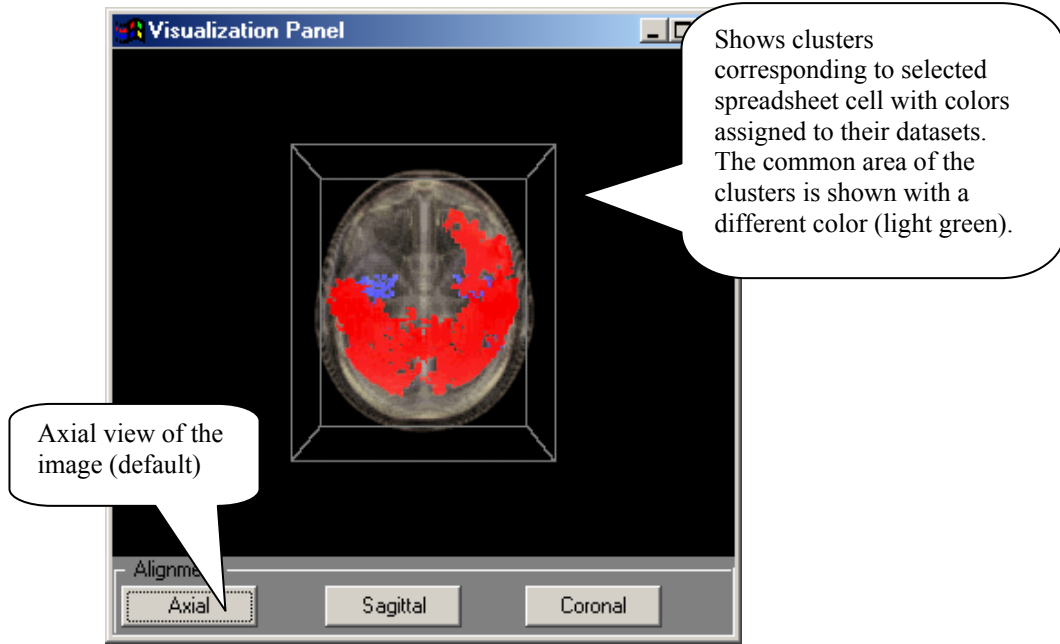 Visualization Panel
Shows clusters
corresponding to selected
spreadsheet cell with colors
assigned to their datasets.
The common area of the
clusters is shown with a
different color (light green).
Axial view of the
image (default)
Alignme
Axial
Sagittal
Coronal